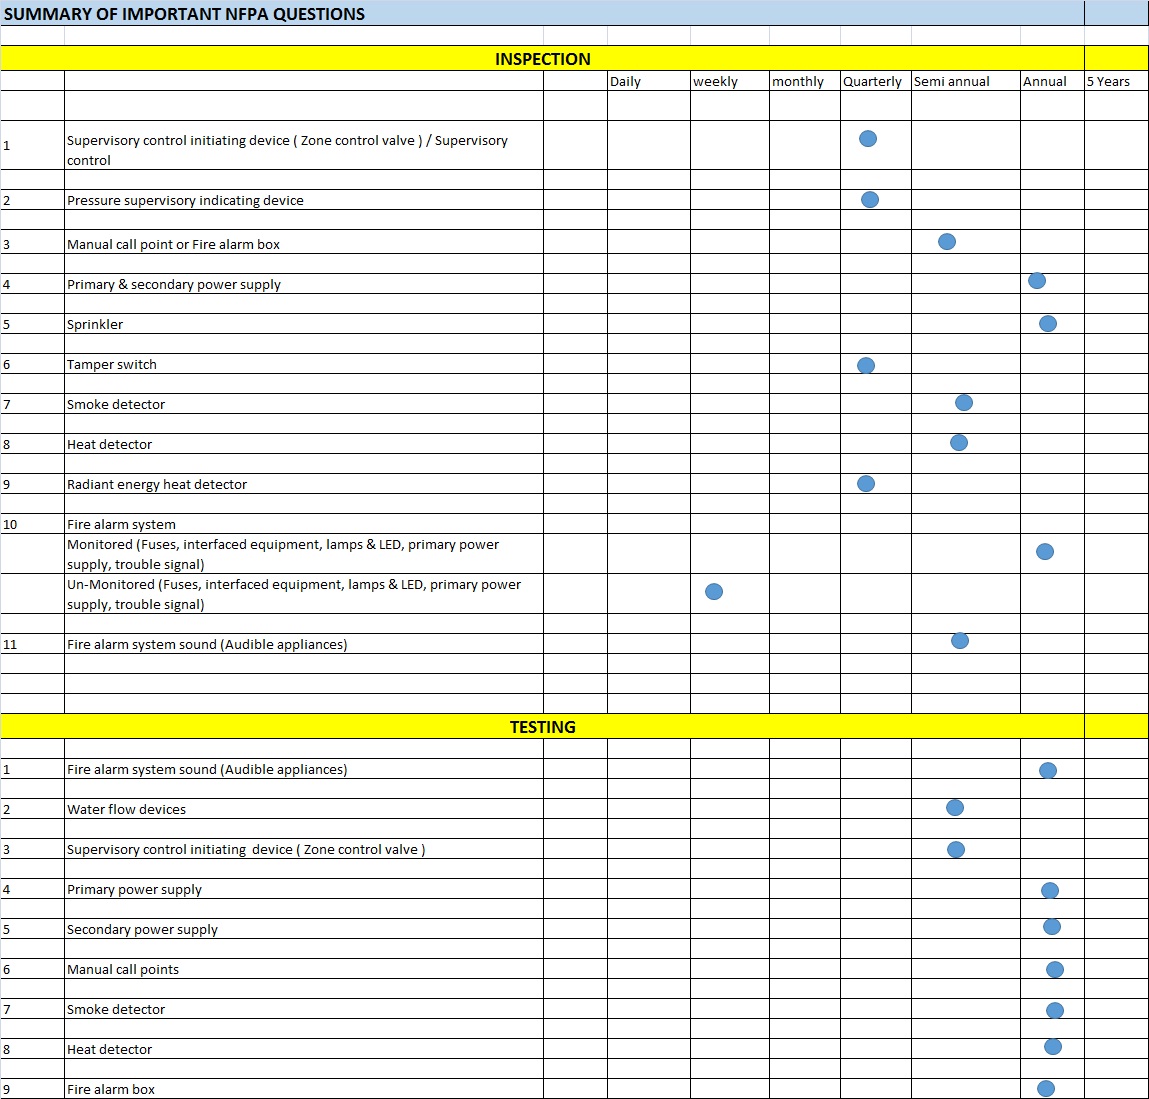 SUMMARY OF IMPORTANT NFPA QUESTIONS
INSPECTION
Daily weekly monthly Quarterly Semi annual Annual 5 Years
1 Supervisory control initiating device ( Zone control valve ) / Supervisory
control
2 Pressure supervisory indicating device
3 Manual call point or Fire alarm box
4 Primary & secondary power supply
5 Sprinkler
6 Tamper switch
7 Smoke detector
8 Heat detector
9 Radiant energy heat detector
10 Fire alarm system
Monitored (Fuses, interfaced equipment, lamps & LED, primary power
supply, trouble signal)
Un-Monitored (Fuses, interfaced equipment, lamps & LED, primary power
supply, trouble signal)
11 Fire alarm system sound (Audible appliances)
TESTING
1 Fire alarm system sound (Audible appliances)
2 Water flow devices
3 Supervisory control initiating  device ( Zone control valve )
4 Primary power supply
5 Secondary power supply
6 Manual call points
7 Smoke detector
8 Heat detector
9 Fire alarm box